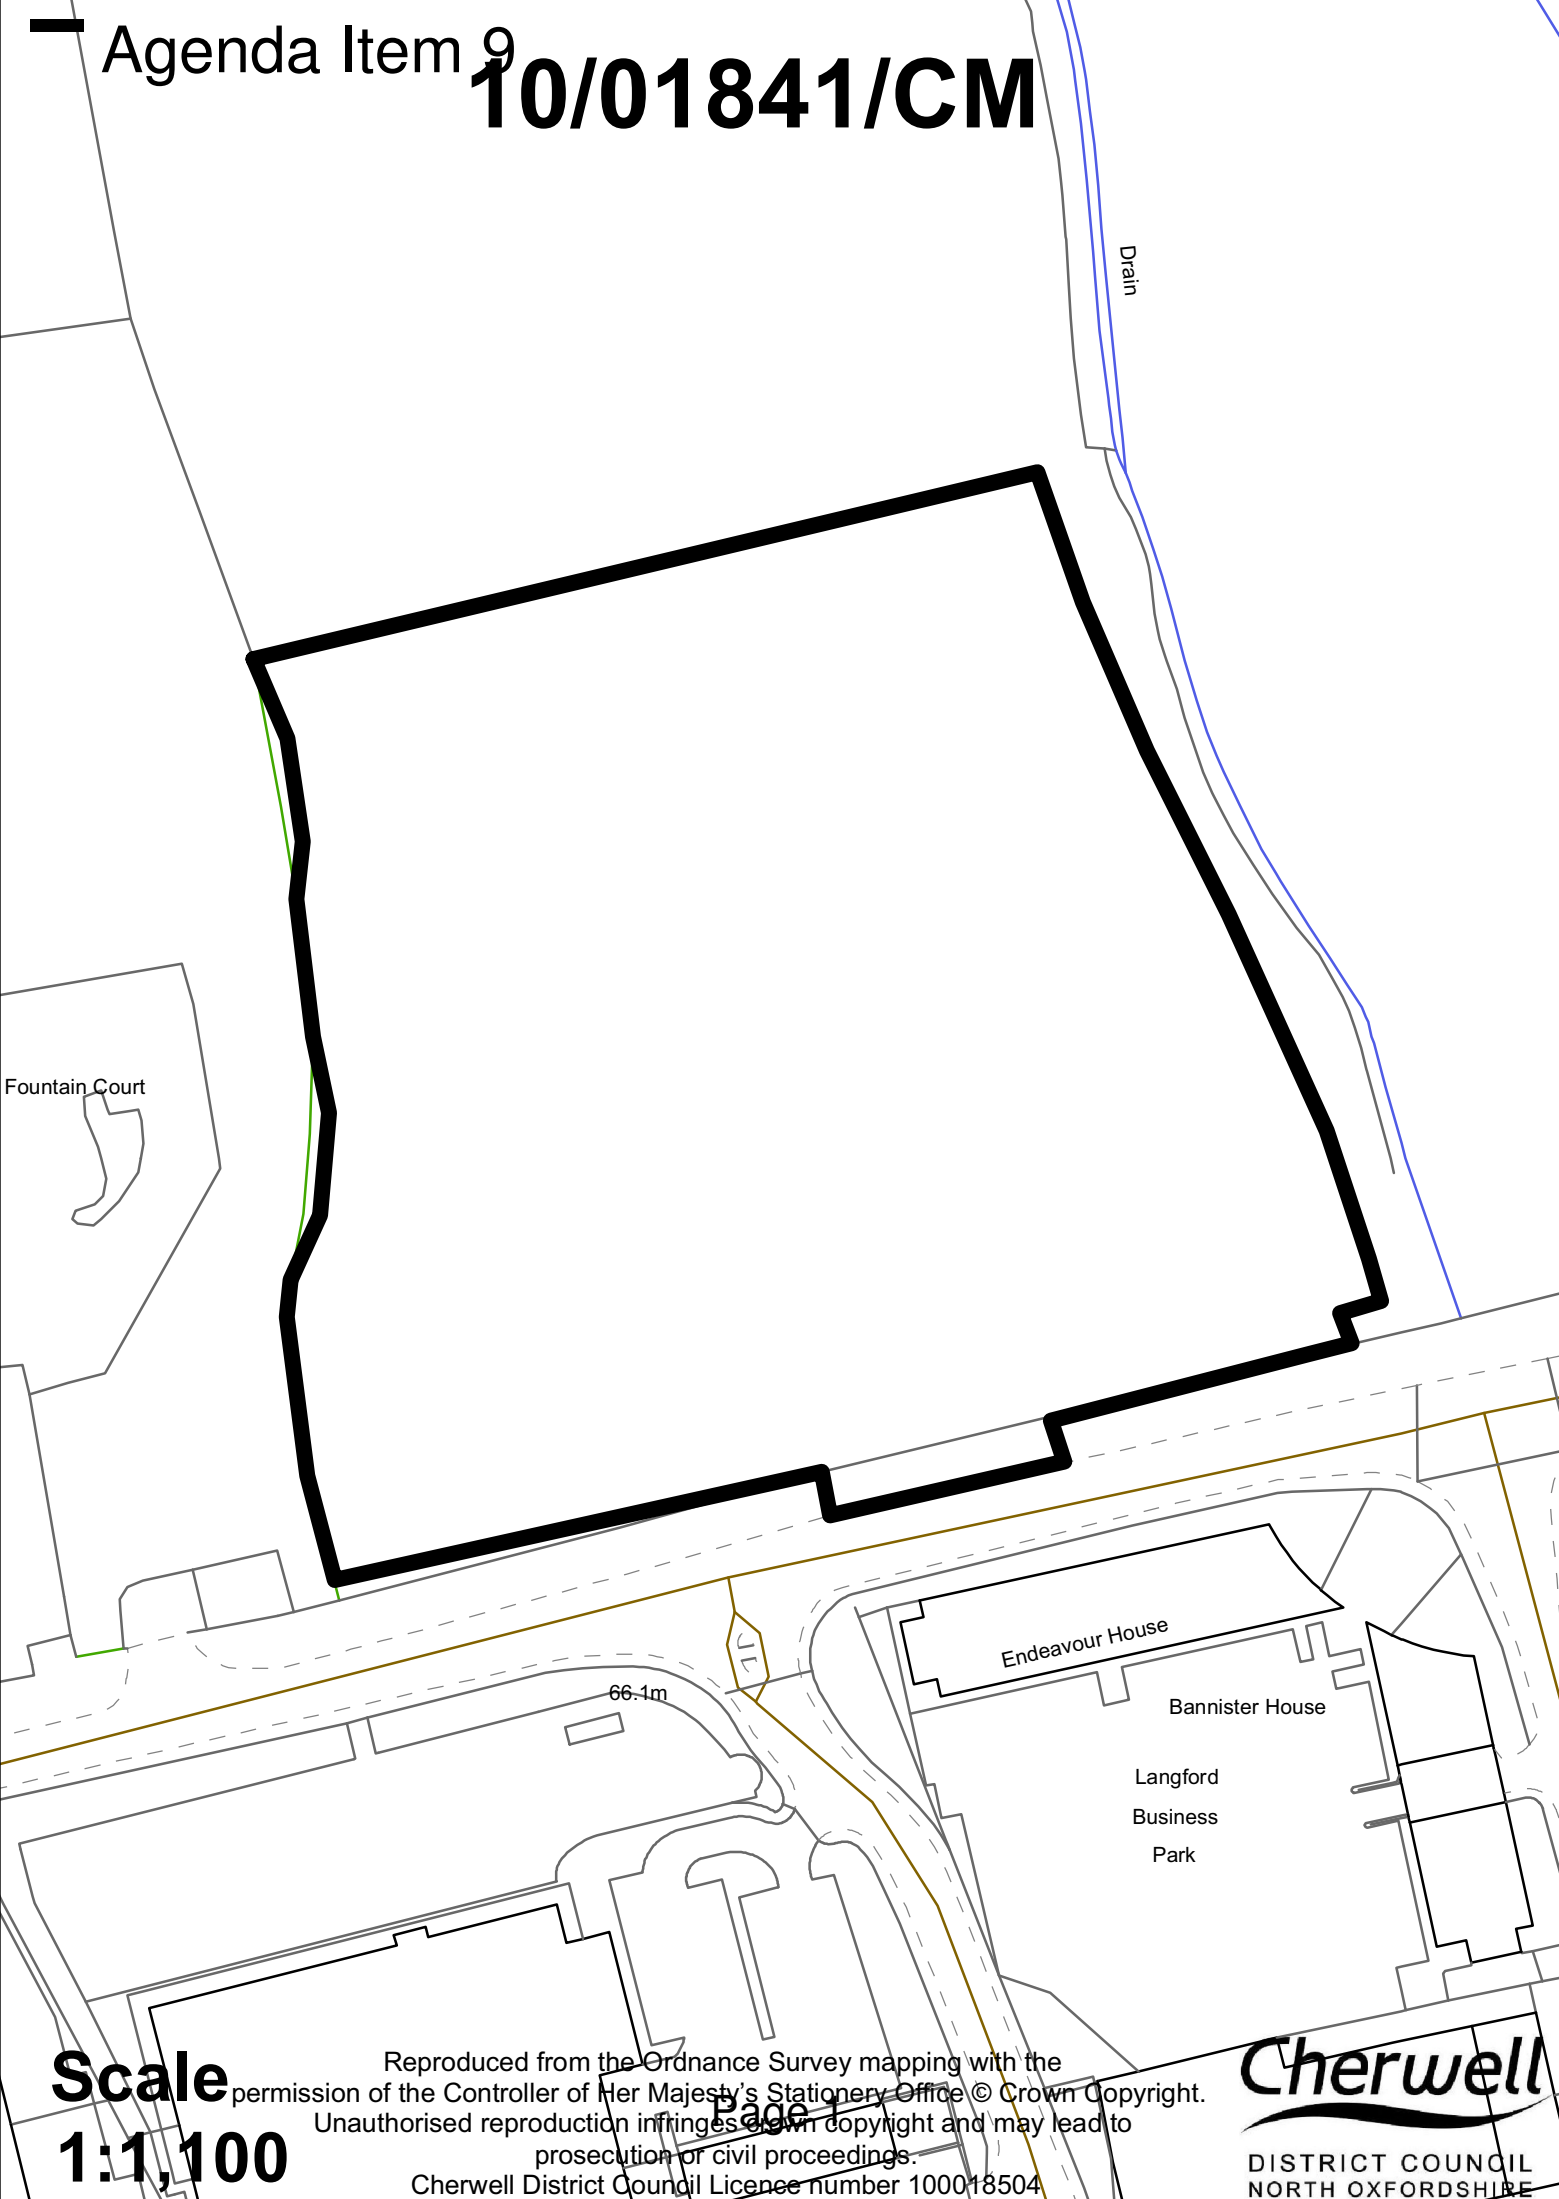 Agenda Item 9
10/01841/CM
Drain
Fountain Court
Endeavour House
66.1m
Bannister House
Langford
Business
Park
Scale
1:1,100
Reproduced from the Ordnance Survey mapping with the
permission of the Controller of Her Majesty's Stationery Office © Crown Copyright.
Unauthorised reproduction infringes crown copyright and may lead to
prosecution or civil proceedings.
Cherwell District Council Licence number 100018504
Page 1
Cherwell
DISTRICT COUNCIL
NORTH OXFORDSHIRE